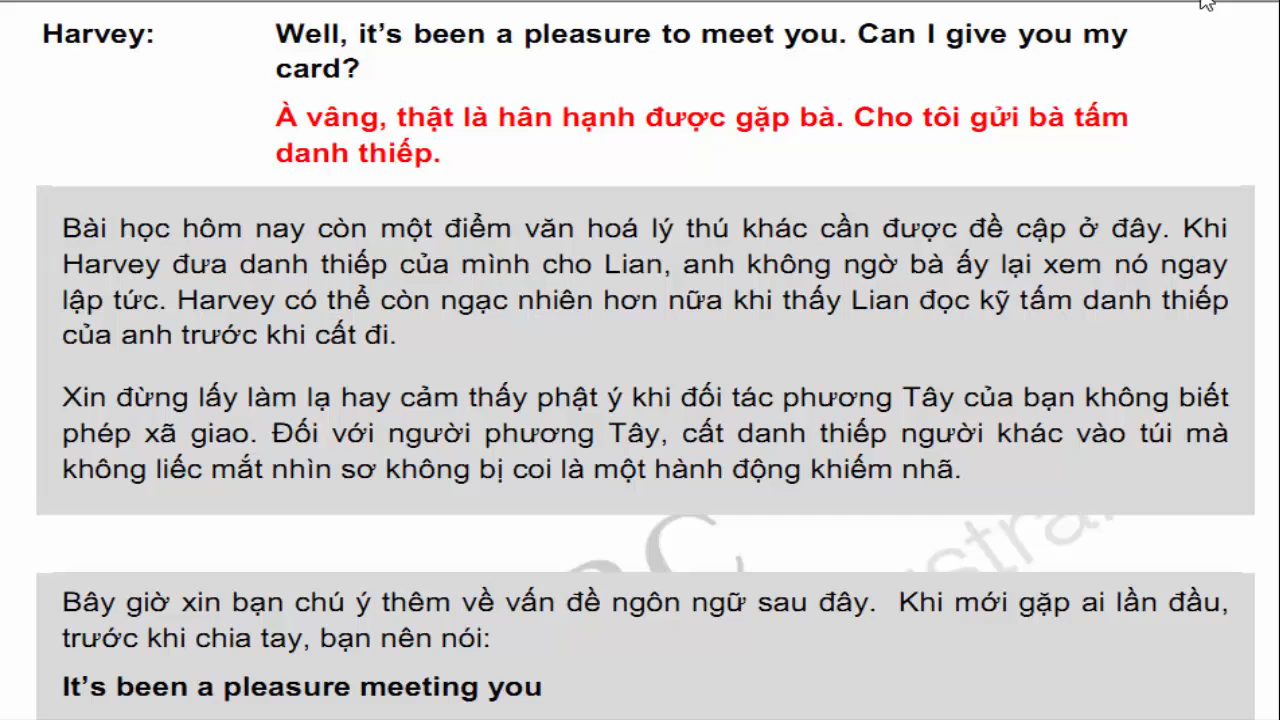 Harvey: Well, it's been a pleasure to meet you. Can I give you my
card?
À vâng, thật là hân hạnh được gặp bà. Cho tôi gửi bà tấm
danh thiếp.
Bài học hôm nay còn một điểm văn hoá lý thú khác cần được đề cập ở đây. Khi
Harvey đưa danh thiếp của mình cho Lian, anh không ngờ bà ấy lại xem nó ngay
lập tức. Harvey có thể còn ngạc nhiên hơn nữa khi thấy Lian đọc kỹ tấm danh thiếp
của anh trước khi cất đi.
Xin đừng lấy làm lạ hay cảm thấy phật ý khi đối tác phương Tây của bạn không biết
phép xã giao. Đối với người phương Tây, cất danh thiếp người khác vào túi mà
không liếc mắt nhìn sơ không bị coi là một hành động khiếm nhã.
Bây giờ xin bạn chú ý thêm về vấn đề ngôn ngữ sau đây. Khi mới gặp ai lần đầu,
trước khi chia tay, bạn nên nói:
It's been a pleasure meeting you